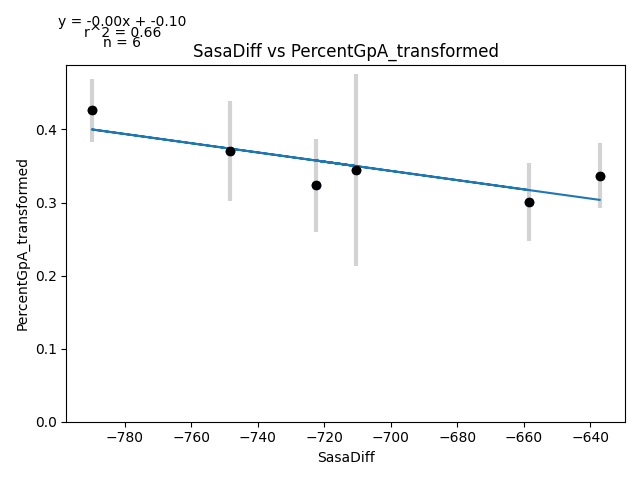 y = -0.00x + -0.10
r^2 = 0.66
n = 6
SasaDiff vs PercentGpA_transformed
PercentGpA_transformed
0.4
0.3
0.2
0.1
0.0
−780 −760 −740 −720 −700 −680 −660 −640
SasaDiff